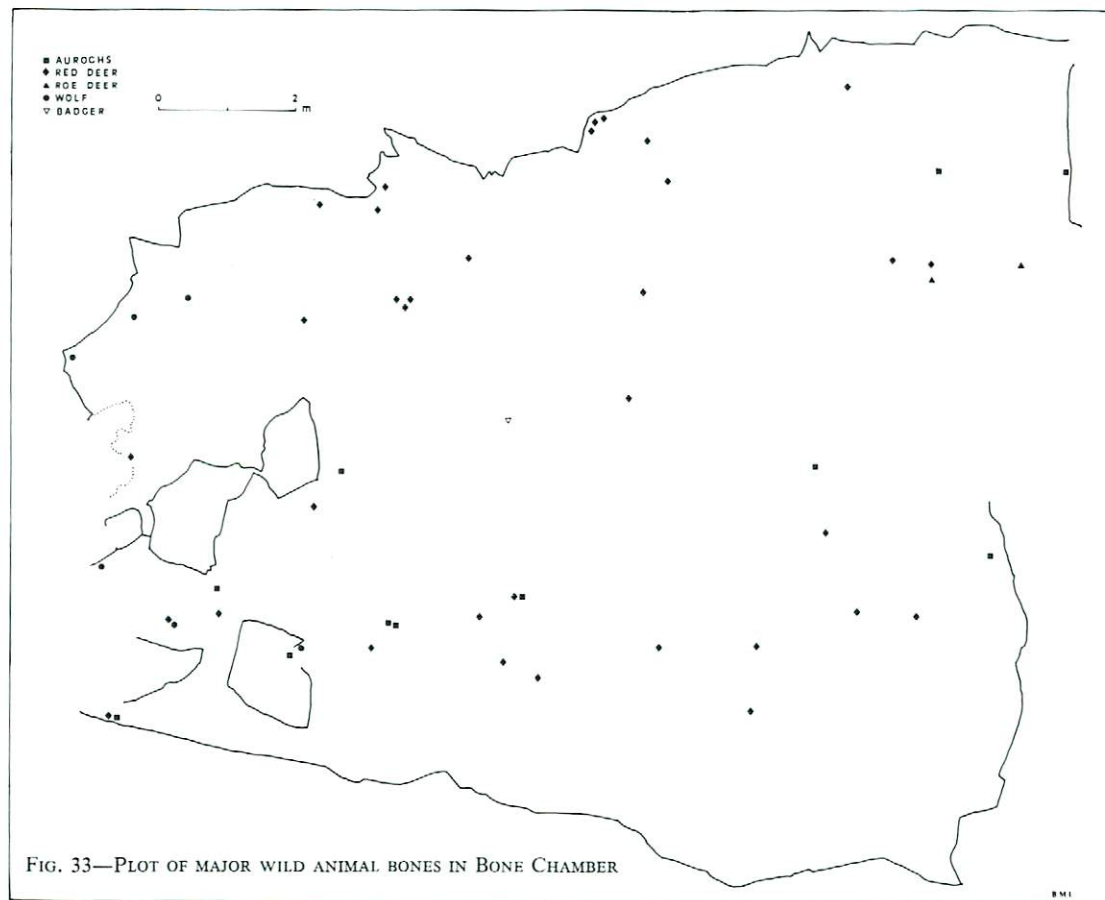 AUROCHS
RED DEER
ROE DEER
WOLF
BADGER
0 2
m
FIG. 33—PLOT OF MAJOR WILD ANIMAL BONES IN BONE CHAMBER
BMI